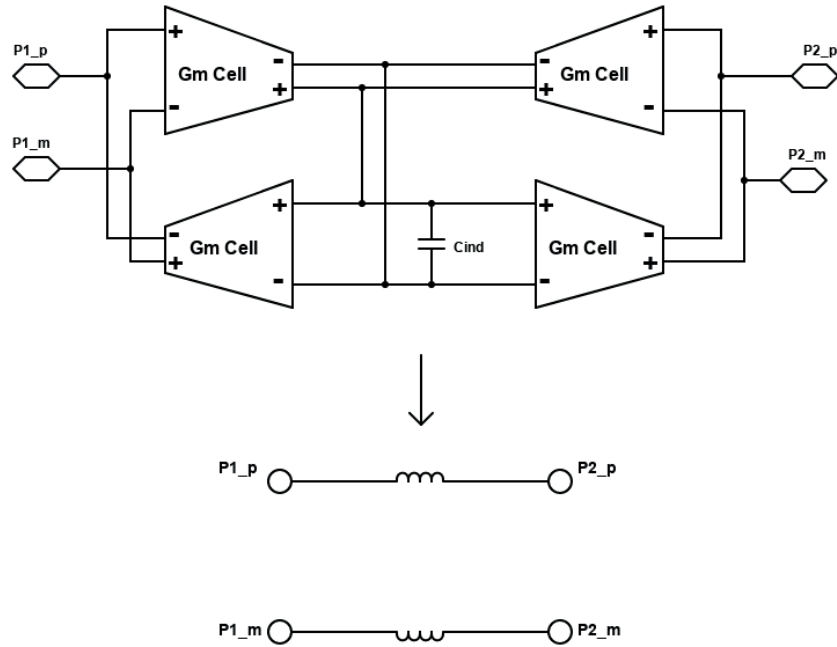 P1_p
P2_p
+
-
Gm Cell
-
+
-
+
Gm Cell
+
-
P1_m
P2_m
-
+
Gm Cell
+
-
Cind
+
-
Gm Cell
-
+
P1_p
P2_p
P1_m
P2_m